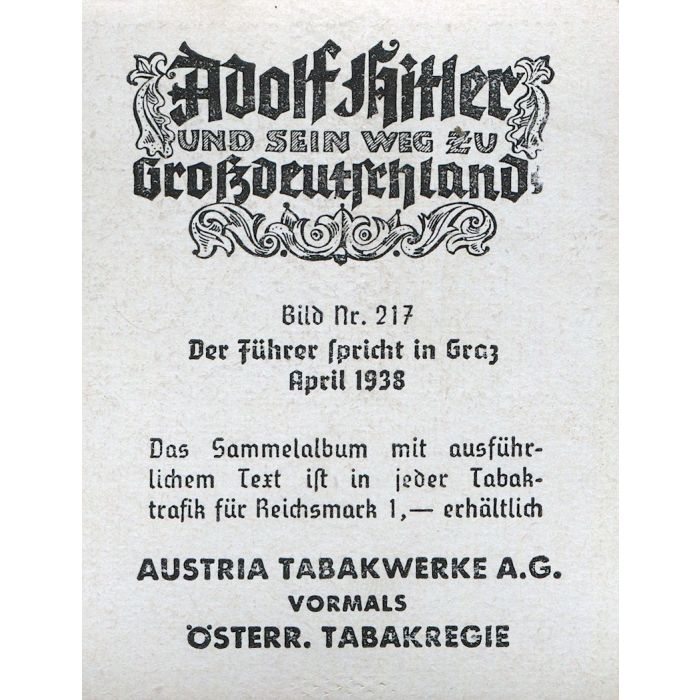 Adolf Hitler
UND SEIN WEG ZU
Großdeutschland
Bild Nr. 217
Der Führer spricht in Graz
April 1938
Das Sammelalbum mit ausführ-
lichem Text ist in jeder Tabak-
trafik für Reichsmark 1,— erhältlich
AUSTRIA TABAKWERKE A.G.
VORMALS
ÖSTERR. TABAKREGIE